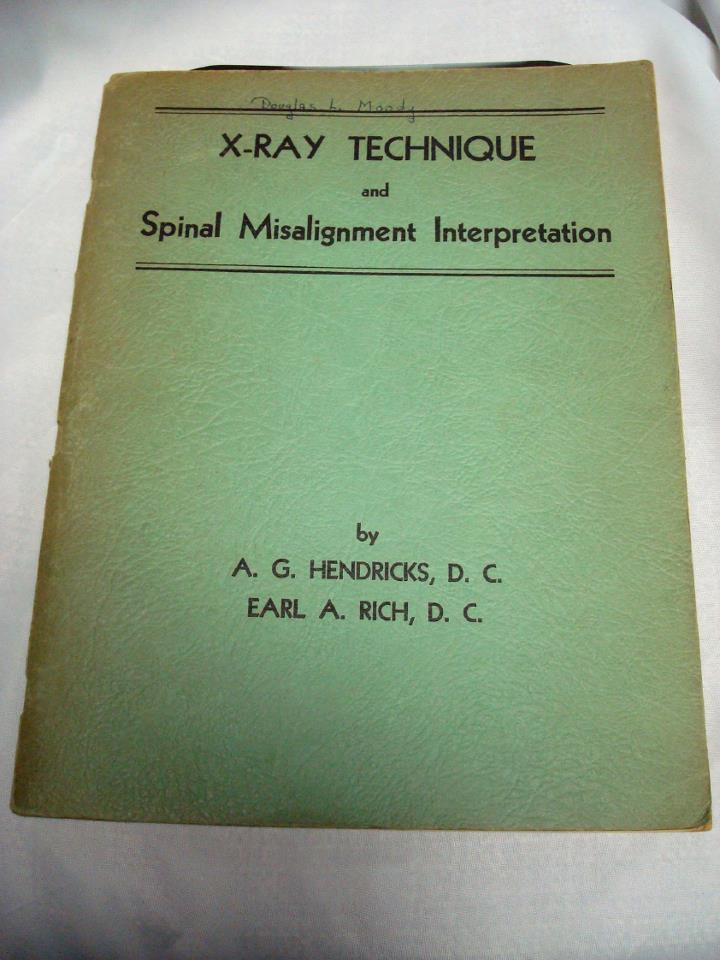 Douglas L. Moody
X-RAY TECHNIQUE
and
Spinal Misalignment Interpretation
by
A. G. HENDRICKS, D. C.
EARL A. RICH, D. C.